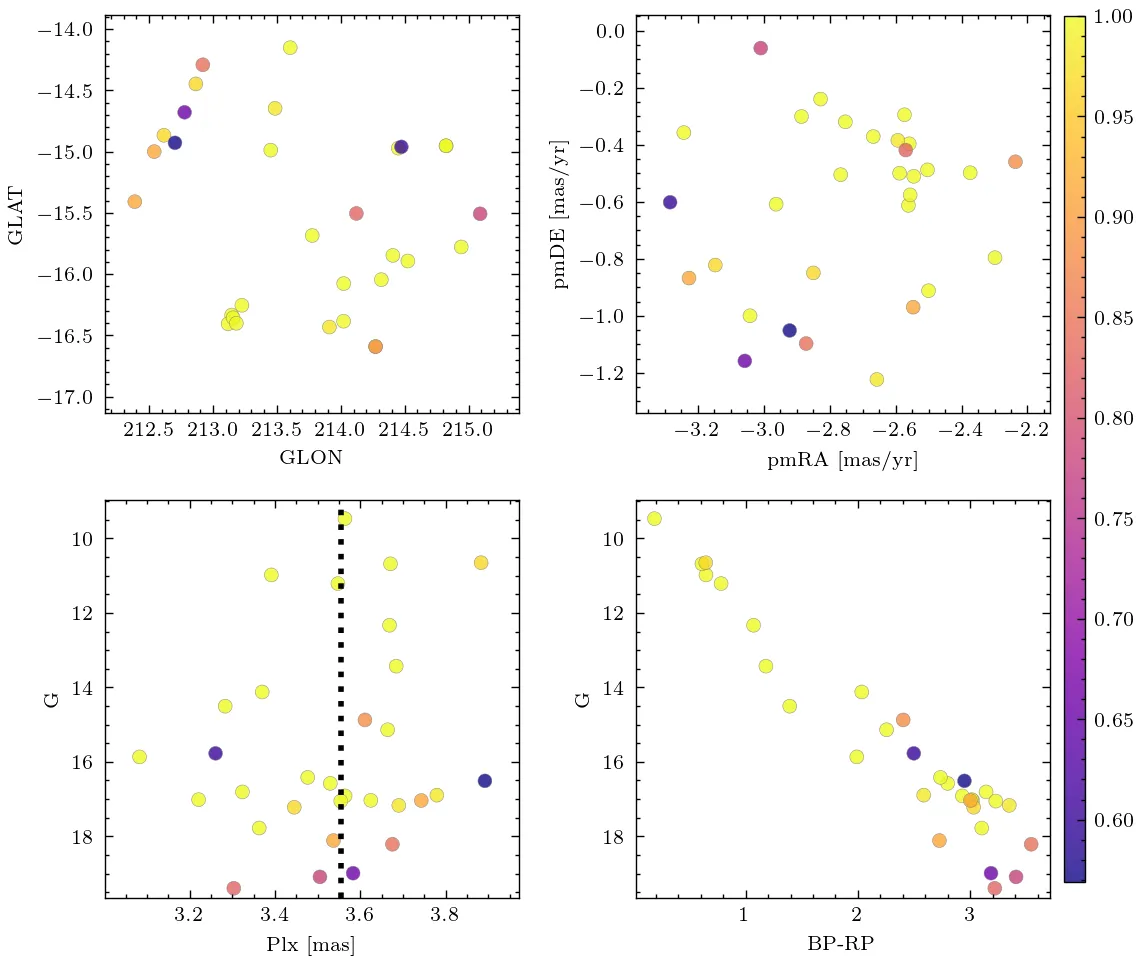 −14.0
−14.5
−15.0
−15.5
−16.0
−16.5
−17.0
GLAT
212.5 213.0 213.5 214.0 214.5 215.0
GLON
0.0
−0.2
−0.4
−0.6
−0.8
−1.0
−1.2
pmDE [mas/yr]
−3.2 −3.0 −2.8 −2.6 −2.4 −2.2
pmRA [mas/yr]
10
12
14
16
18
G
3.2 3.4 3.6 3.8
Plx [mas]
10
12
14
16
18
G
1 2 3
BP-RP
1.00
0.95
0.90
0.85
0.80
0.75
0.70
0.65
0.60